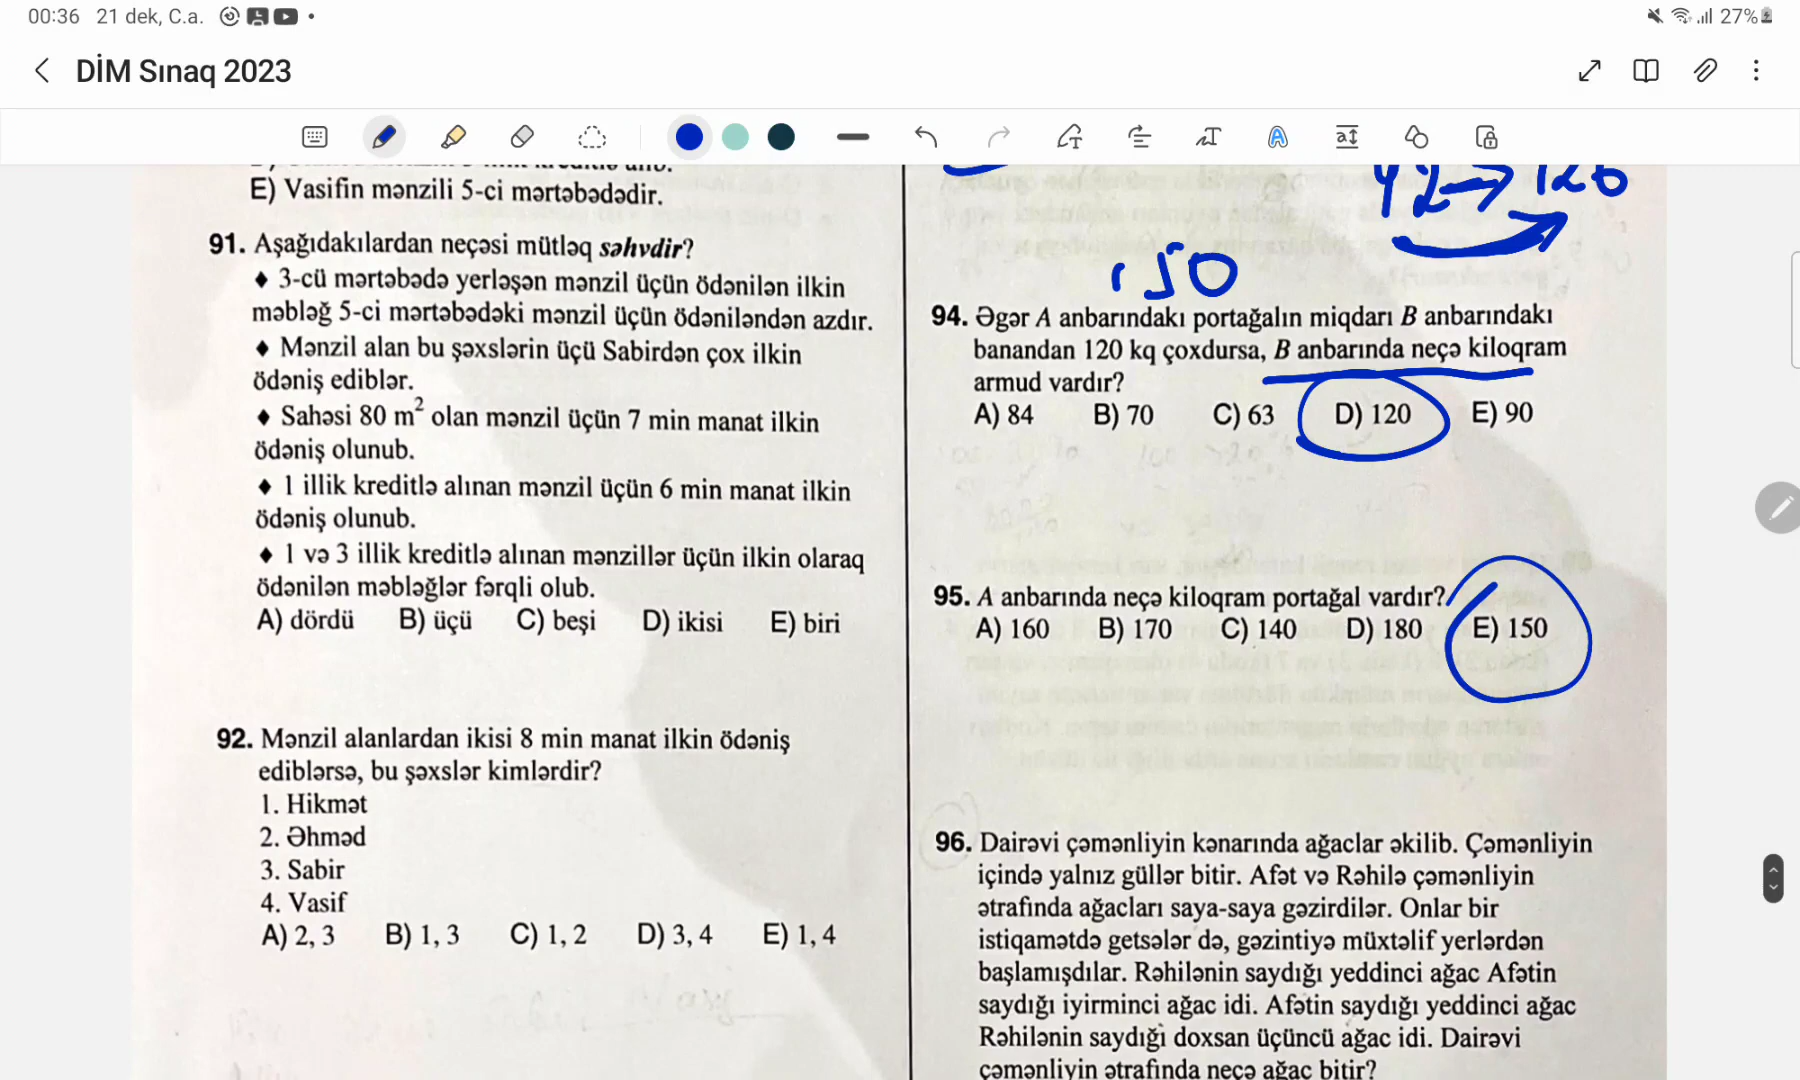 00:36 21 dek, C.a.
27%
DİM Sınaq 2023
E) Vasifin mənzili 5-ci mərtəbədədir.
91. Aşağıdakılardan neçəsi mütləq səhvdir?
♦ 3-cü mərtəbədə yerləşən mənzil üçün ödənilən ilkin
məbləğ 5-ci mərtəbədəki mənzil üçün ödəniləndən azdır.
♦ Mənzil alan bu şəxslərin üçü Sabirdən çox ilkin
ödəniş ediblər.
♦ Sahəsi 80 m² olan mənzil üçün 7 min manat ilkin
ödəniş olunub.
♦ 1 illik kreditlə alınan mənzil üçün 6 min manat ilkin
ödəniş olunub.
♦ 1 və 3 illik kreditlə alınan mənzillər üçün ilkin olaraq
ödənilən məbləğlər fərqli olub.
A) dördü B) üçü C) beşi D) ikisi E) biri
92. Mənzil alanlardan ikisi 8 min manat ilkin ödəniş
ediblərsə, bu şəxslər kimlərdir?
1. Hikmət
2. Əhməd
3. Sabir
4. Vasif
A) 2, 3 B) 1, 3 C) 1, 2 D) 3, 4 E) 1, 4
150
94. Əgər A anbarındakı portağalın miqdarı B anbarındakı
banandan 120 kq çoxdursa, B anbarında neçə kiloqram
armud vardır?
A) 84 B) 70 C) 63 D) 120 E) 90
95. A anbarında neçə kiloqram portağal vardır?
A) 160 B) 170 C) 140 D) 180 E) 150
96. Dairəvi çəmənliyin kənarında ağaclar əkilib. Çəmənliyin
içində yalnız güllər bitir. Afət və Rəhilə çəmənliyin
ətrafında ağacları saya-saya gəzirdilər. Onlar bir
istiqamətdə getsələr də, gəzintiyə müxtəlif yerlərdən
başlamışdılar. Rəhilənin saydığı yeddinci ağac Afətin
saydığı iyirminci ağac idi. Afətin saydığı yeddinci ağac
Rəhilənin saydığı doxsan üçüncü ağac idi. Dairəvi
çəmənliyin ətrafında neçə ağac bitir?